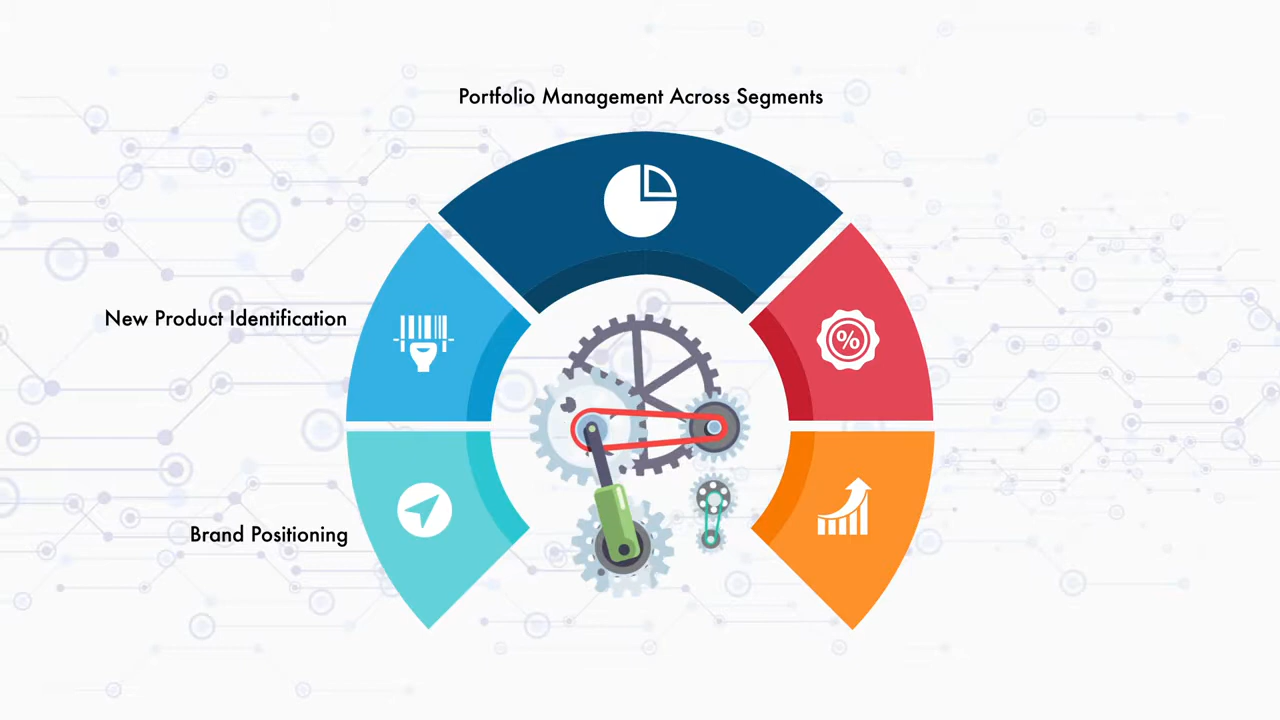 Portfolio Management Across Segments
New Product Identification
%
Brand Positioning